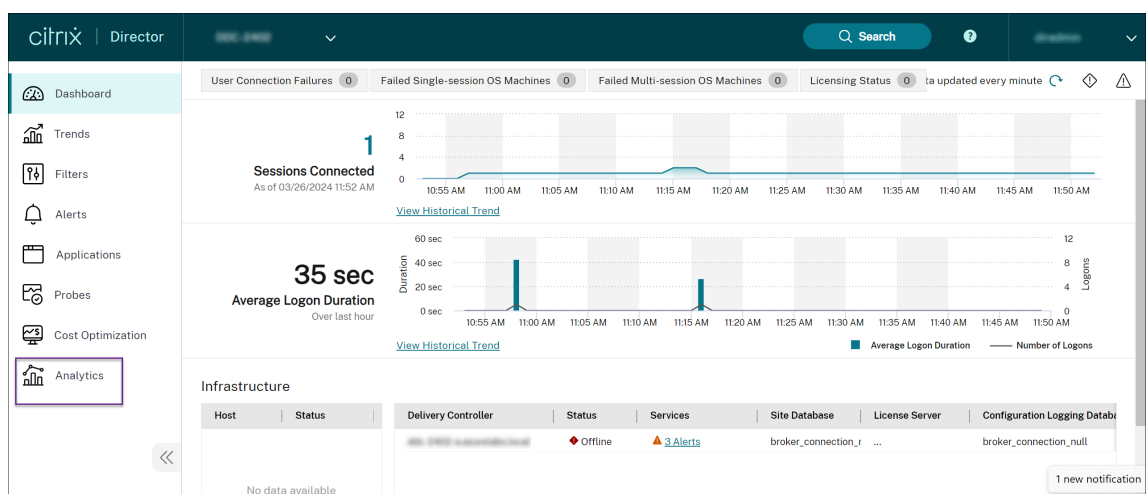 citrix | Director
Search
?
Dashboard
Trends
Filters
Alerts
Applications
Probes
Cost Optimization
Analytics
User Connection Failures 0 Failed Single-session OS Machines 0 Failed Multi-session OS Machines 0 Licensing Status 0 ta updated every minute
1
Sessions Connected
As of 03/26/2024 11:52 AM
12
8
4
0
10:55 AM 11:00 AM 11:05 AM 11:10 AM 11:15 AM 11:20 AM 11:25 AM 11:30 AM 11:35 AM 11:40 AM 11:45 AM 11:50 AM
View Historical Trend
35 sec
Average Logon Duration
Over last hour
Duration
60 sec
40 sec
20 sec
0 sec
12
8
4
0
Logons
10:55 AM 11:00 AM 11:05 AM 11:10 AM 11:15 AM 11:20 AM 11:25 AM 11:30 AM 11:35 AM 11:40 AM 11:45 AM 11:50 AM
View Historical Trend
Average Logon Duration Number of Logons
Infrastructure
Host Status
No data available
Delivery Controller Status Services Site Database License Server Configuration Logging Databa
Offline 3 Alerts broker_connection_r ... broker_connection_null
1 new notification